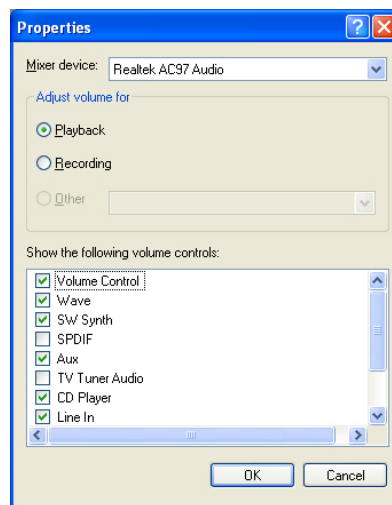 Properties
Mixer device: Realtek AC97 Audio
Adjust volume for
Playback
Recording
Other
Show the following volume controls:
Volume Control
Wave
SW Synth
SPDIF
Aux
TV Tuner Audio
CD Player
Line In
OK Cancel